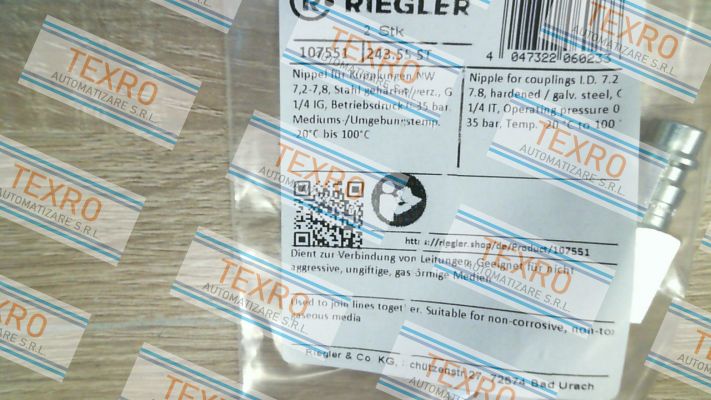 RIEGLER
2 Stk
107551 243.55 ST
4 047322 060233
Nippel für Kupplungen NW
7,2-7,8, Stahl gehärtet/verz., G
1/4 IG, Betriebsdruck 0-35 bar
Mediums-/Umgebungstemp.
-20°C bis 100°C
Nipple for couplings I.D. 7.2
7.8, hardened / galv. steel, G
1/4 IT, Operating pressure 0
35 bar, Temp. -20 °C to 100
https://riegler.shop/de/product/107551
Dient zur Verbindung von Leitungen. Geeignet für nicht
aggressive, ungiftige, gasförmige Medien
Used to join lines together. Suitable for non-corrosive, non-to
gaseous media
Riegler & Co. KG, Schützenstr. 27, 72574 Bad Urach
TEXRO
AUTOMATIZARE S.R.L.